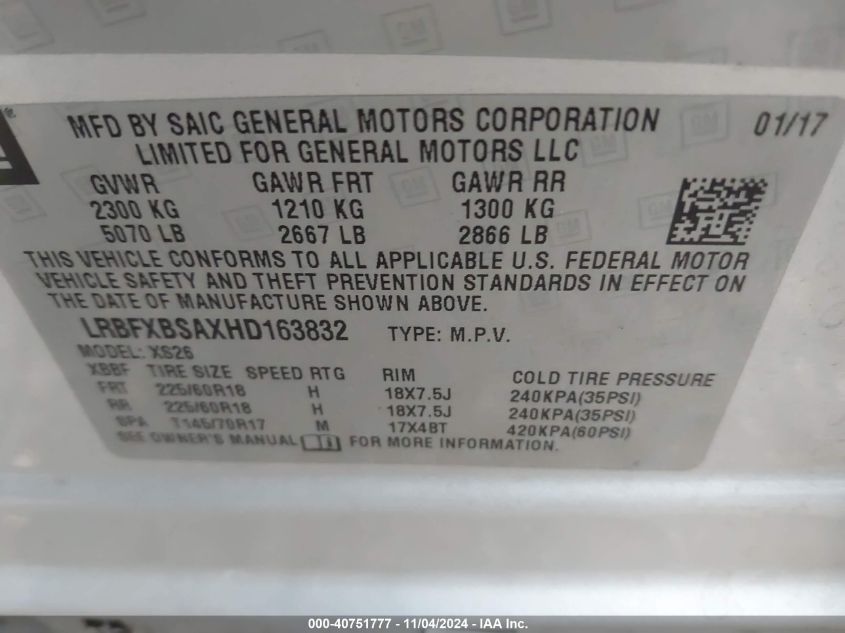 MFD BY SAIC GENERAL MOTORS CORPORATION 01/17
LIMITED FOR GENERAL MOTORS LLC
GVWR GAWR FRT GAWR RR
2300 KG 1210 KG 1300 KG
5070 LB 2667 LB 2866 LB
THIS VEHICLE CONFORMS TO ALL APPLICABLE U.S. FEDERAL MOTOR
VEHICLE SAFETY AND THEFT PREVENTION STANDARDS IN EFFECT ON
THE DATE OF MANUFACTURE SHOWN ABOVE.
LRBFXBSAXHD163832 TYPE: M.P.V.
MODEL: XS26
XBBF TIRE SIZE SPEED RTG RIM COLD TIRE PRESSURE
FRT 225/60R18 H 18X7.5J 240KPA(35PSI)
RR 225/60R18 H 18X7.5J 240KPA(35PSI)
SPA T145/70R17 M 17X4BT 420KPA(60PSI)
SEE OWNER'S MANUAL FOR MORE INFORMATION.
000-40751777 - 11/04/2024 - IAA Inc.